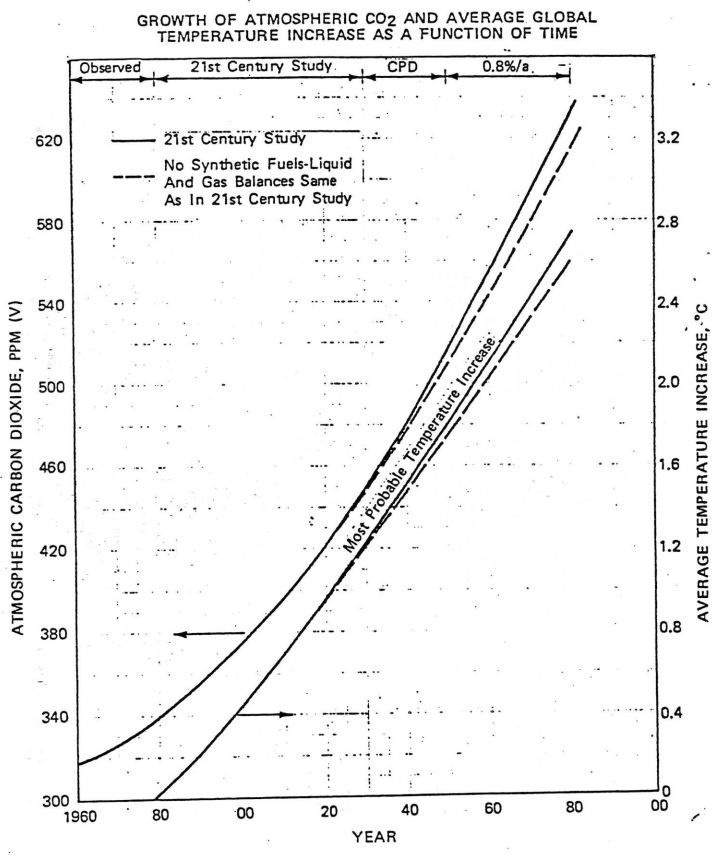 GROWTH OF ATMOSPHERIC CO2 AND AVERAGE GLOBAL
TEMPERATURE INCREASE AS A FUNCTION OF TIME
Observed 21st Century Study CPD 0.8%/a
21st Century Study
No Synthetic Fuels-Liquid
And Gas Balances Same
As In 21st Century Study
ATMOSPHERIC CARBON DIOXIDE, PPM (V)
620
580
540
500
460
420
380
340
300
Most Probable Temperature Increase
3.2
2.8
2.4
2.0
1.6
1.2
0.8
0.4
0
AVERAGE TEMPERATURE INCREASE, °C
1960 80 00 20 40 60 80 00
YEAR